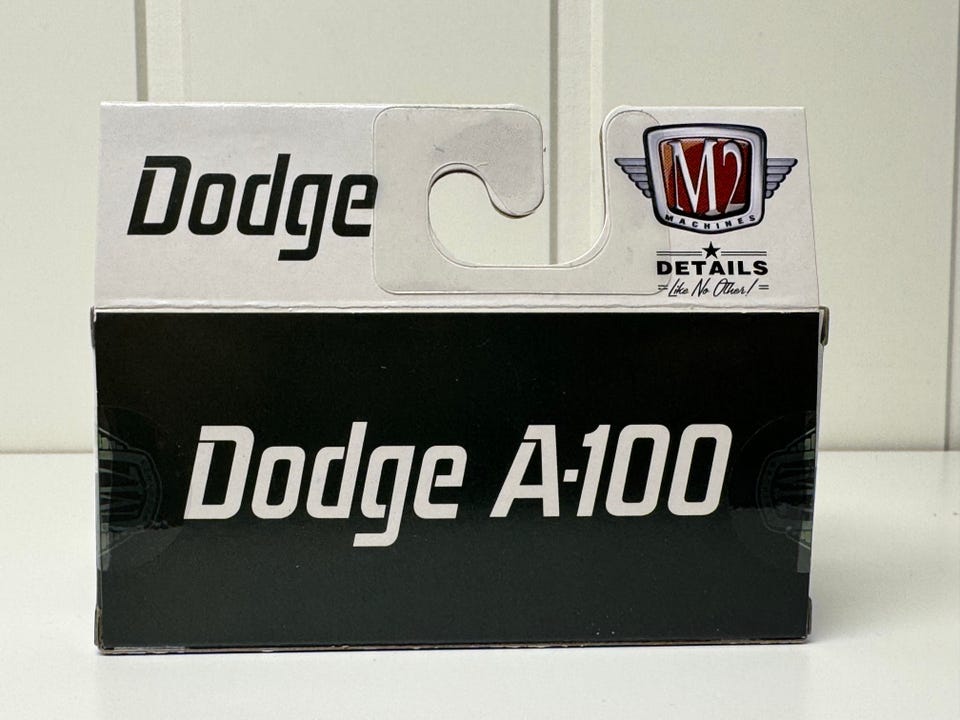 Dodge
M2
MACHINES
DETAILS
Like No Other!
Dodge A-100